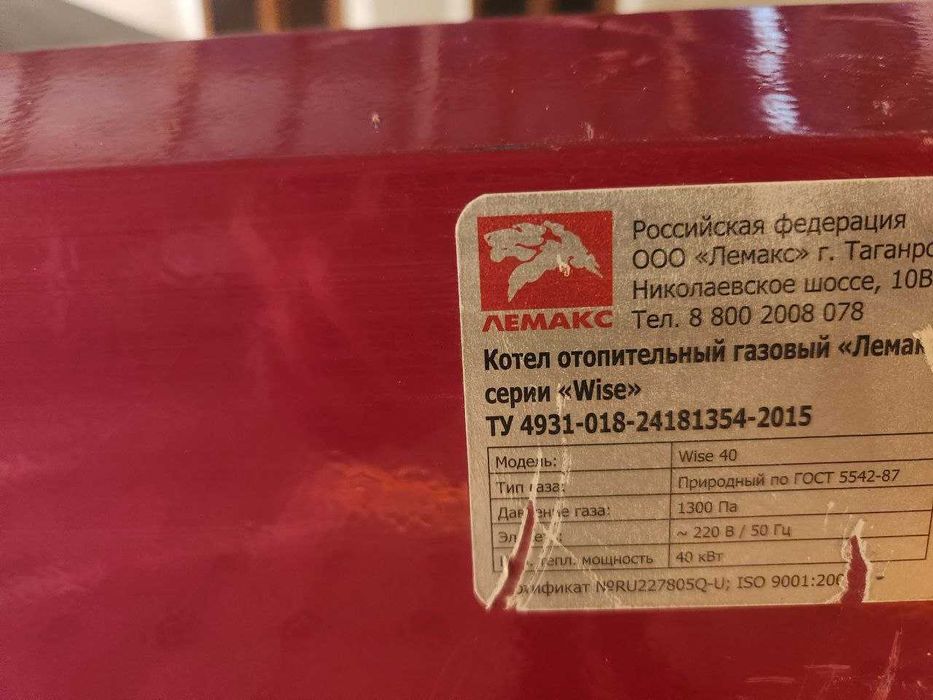 ЛЕМАКС
Российская федерация
ООО «Лемакс» г. Таганро
Николаевское шоссе, 10В
Тел. 8 800 2008 078
Котел отопительный газовый «Лемак
серии «Wise»
ТУ 4931-018-24181354-2015
Модель: Wise 40
Тип газа: Природный по ГОСТ 5542-87
Давление газа: 1300 Па
~ 220 В / 50 Гц
тепл. мощность 40 кВт
№RU227805Q-U; ISO 9001:200